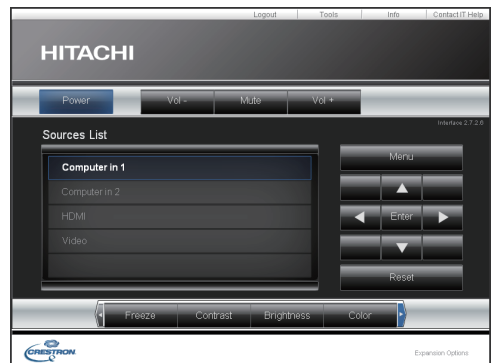 Logout Tools Info Contact IT Help
HITACHI
Power Vol - Mute Vol +
Interface 2.7.2.6
Sources List
Computer in 1
Computer in 2
HDMI
Video
Menu
Enter
Reset
Freeze Contrast Brightness Color
CRESTRON
Expansion Options